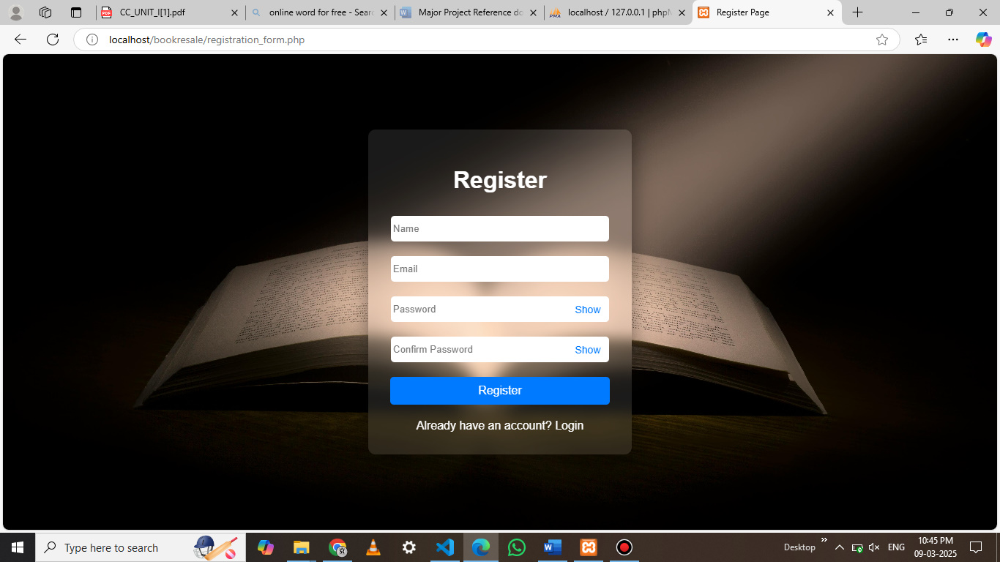 CC_UNIT_I[1].pdf
online word for free - Sear
Major Project Reference do
localhost / 127.0.0.1 | phpM
Register Page
localhost/bookresale/registration_form.php
Register
Name
Email
Password Show
Confirm Password Show
Register
Already have an account? Login
Type here to search
Desktop
ENG
10:45 PM
09-03-2025